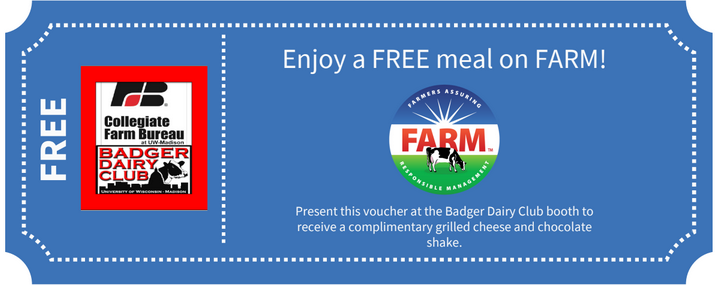 FREE
Collegiate
Farm Bureau
at UW-Madison
BADGER
DAIRY
CLUB
UNIVERSITY OF WISCONSIN - MADISON
Enjoy a FREE meal on FARM!
FARMERS ASSURING
FARM
TM
RESPONSIBLE MANAGEMENT
Present this voucher at the Badger Dairy Club booth to
receive a complimentary grilled cheese and chocolate
shake.